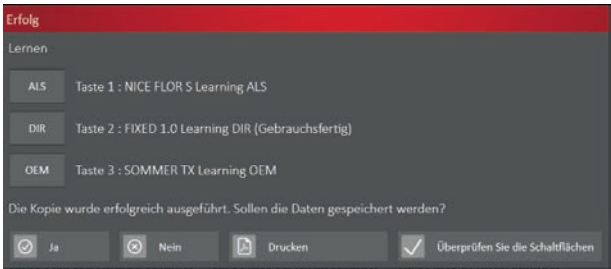 Erfolg
Lernen
ALS Taste 1 : NICE FLOR S Learning ALS
DIR Taste 2 : FIXED 1.0 Learning DIR (Gebrauchsfertig)
OEM Taste 3 : SOMMER TX Learning OEM
Die Kopie wurde erfolgreich ausgeführt. Sollen die Daten gespeichert werden?
Ja Nein Drucken Überprüfen Sie die Schaltflächen